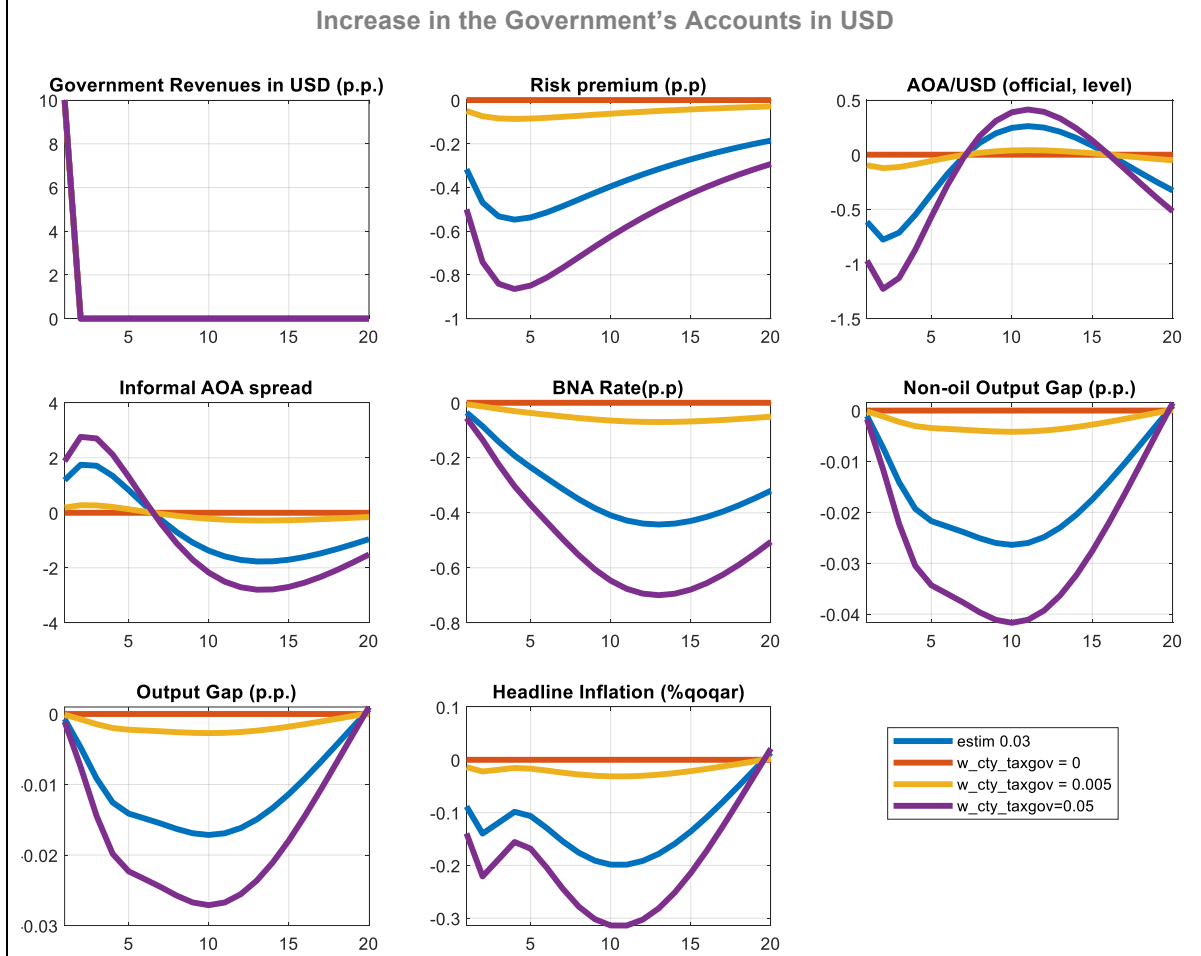 Increase in the Government’s Accounts in USD
Government Revenues in USD (p.p.)
10
8
6
4
2
0
5 10 15 20
Risk premium (p.p)
0
-0.2
-0.4
-0.6
-0.8
-1
5 10 15 20
AOA/USD (official, level)
0.5
0
-0.5
-1
-1.5
5 10 15 20
Informal AOA spread
4
2
0
-2
-4
5 10 15 20
BNA Rate(p.p)
0
-0.2
-0.4
-0.6
-0.8
5 10 15 20
Non-oil Output Gap (p.p.)
0
-0.01
-0.02
-0.03
-0.04
5 10 15 20
Output Gap (p.p.)
0
-0.01
-0.02
-0.03
5 10 15 20
Headline Inflation (%qoqar)
0.1
0
-0.1
-0.2
-0.3
5 10 15 20
estim 0.03
w_cty_taxgov = 0
w_cty_taxgov = 0.005
w_cty_taxgov=0.05